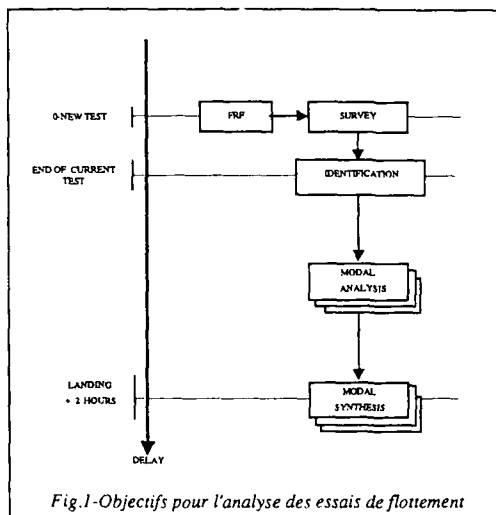 0-NEW TEST
FRF
SURVEY
END OF CURRENT
TEST
IDENTIFICATION
MODAL
ANALYSIS
LANDING
+ 2 HOURS
MODAL
SYNTHESIS
DELAY
Fig.1-Objectifs pour l'analyse des essais de flottement